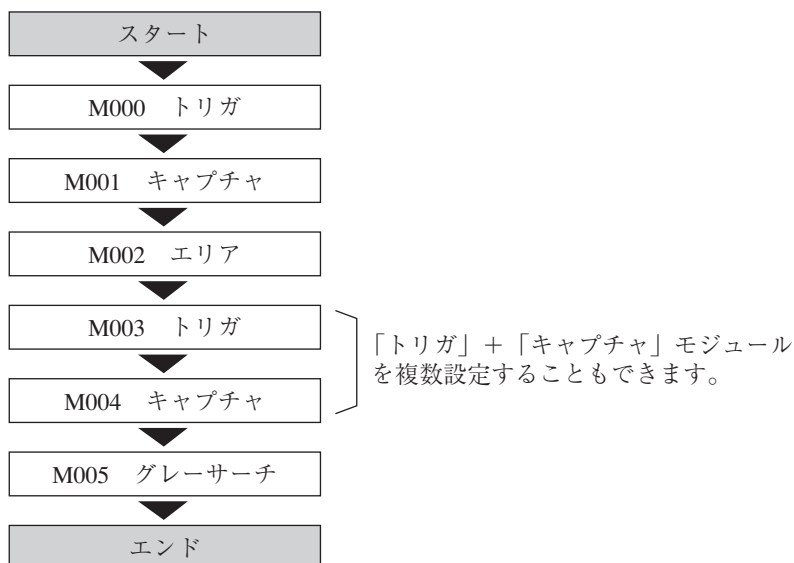 スタート
M000 トリガ
M001 キャプチャ
M002 エリア
M003 トリガ
M004 キャプチャ
「トリガ」+「キャプチャ」モジュール
を複数設定することもできます。
M005 グレーサーチ
エンド